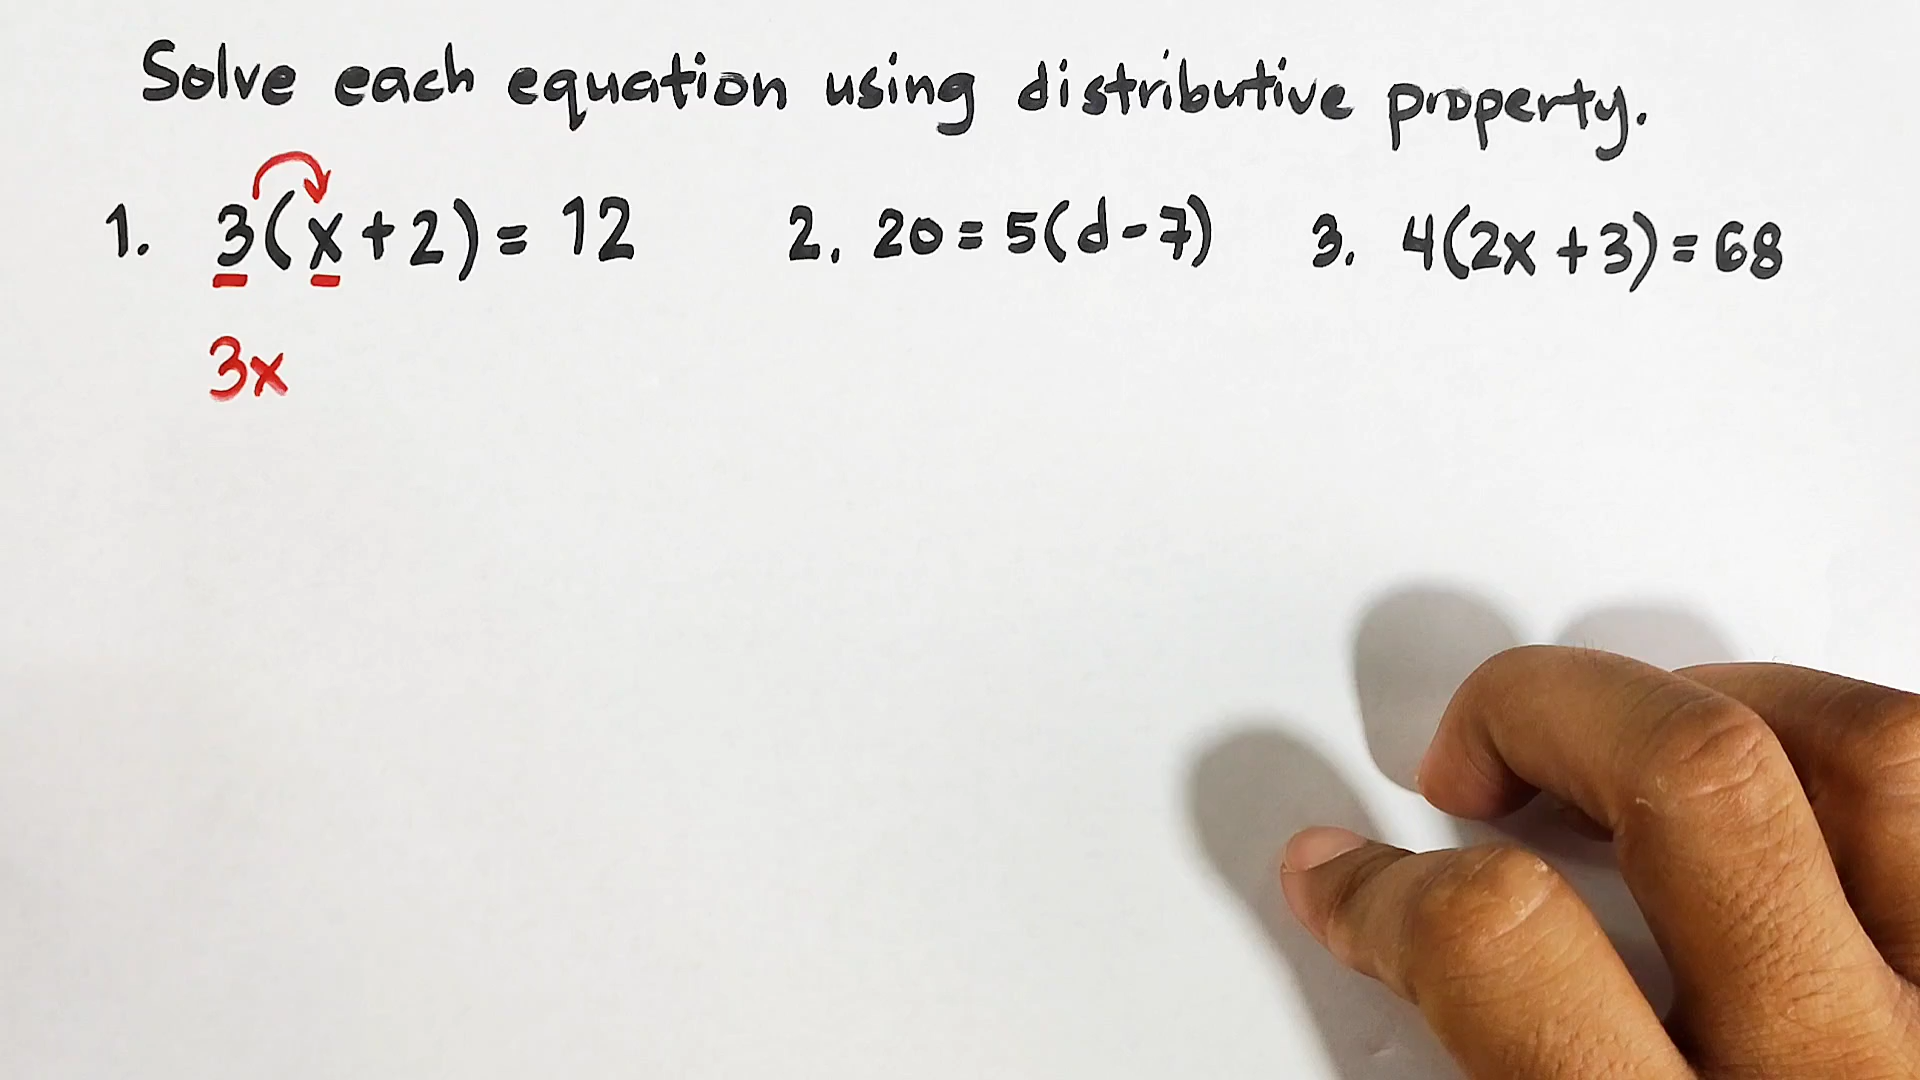 Solve each equation using distributive property.
1. 3(x+2) = 12 2. 20 = 5(d-7) 3. 4(2x+3) = 68
3x